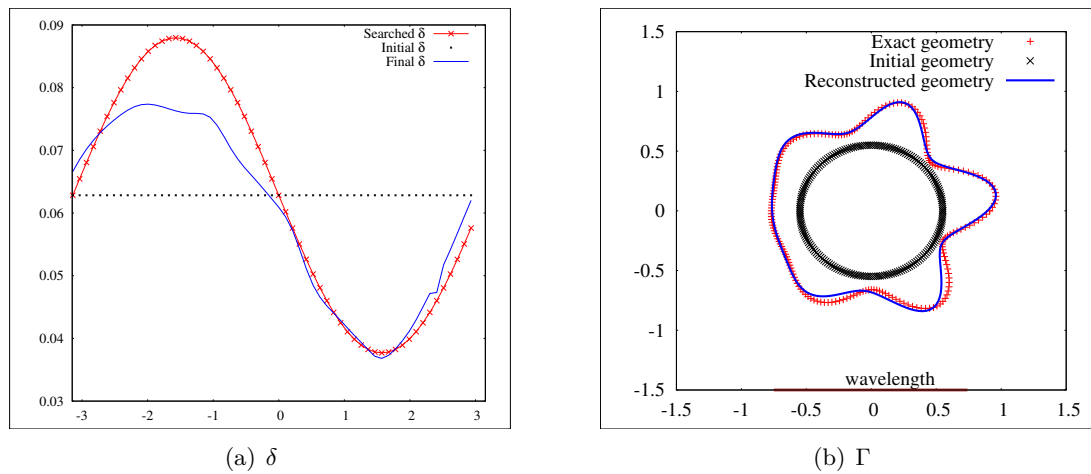 0.09
0.08
0.07
0.06
0.05
0.04
0.03
-3 -2 -1 0 1 2 3
Searched δ
Initial δ
Final δ
(a) δ
1.5
1
0.5
0
-0.5
-1
-1.5
-1.5 -1 -0.5 0 0.5 1 1.5
Exact geometry
Initial geometry
Reconstructed geometry
wavelength
(b) Γ